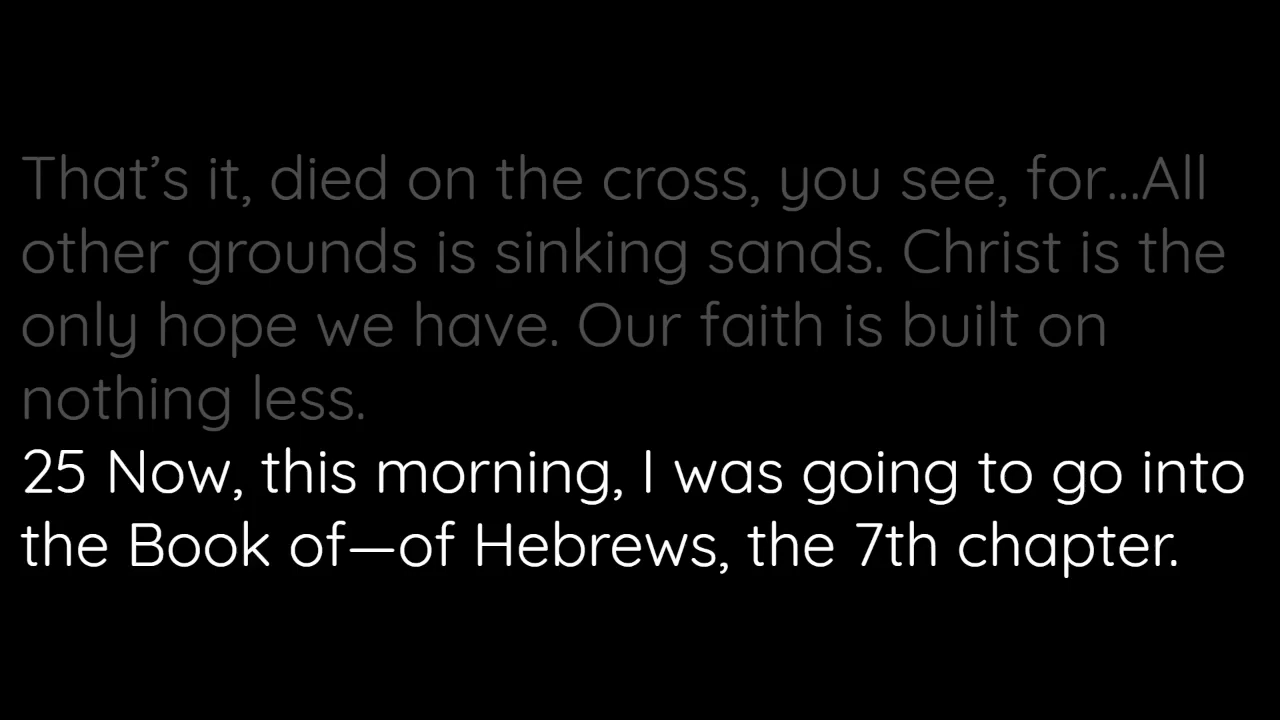 That’s it, died on the cross, you see, for...All
other grounds is sinking sands. Christ is the
only hope we have. Our faith is built on
nothing less.
25 Now, this morning, I was going to go into
the Book of—of Hebrews, the 7th chapter.